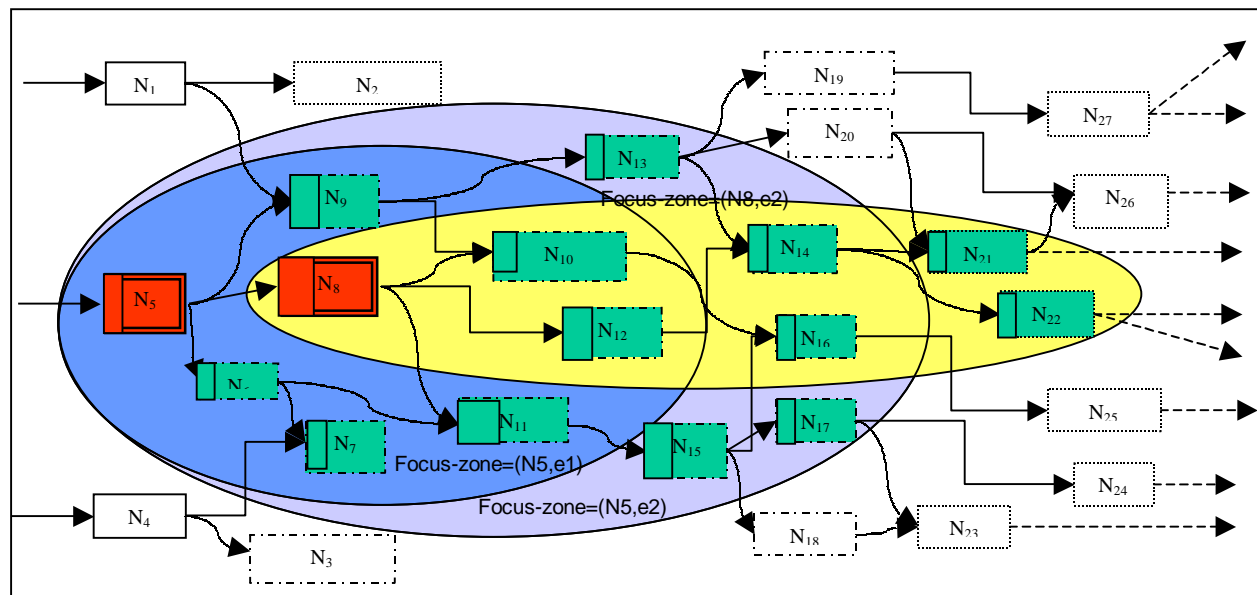 N19
N1
N2
N27
N20
N13
Focus-zone=(N8,e2)
N9
N26
N10
N14
N21
N5
N8
N22
N12
N16
N25
N11
N17
N7
N15
Focus-zone=(N5,e1)
N24
Focus-zone=(N5,e2)
N4
N18
N23
N3